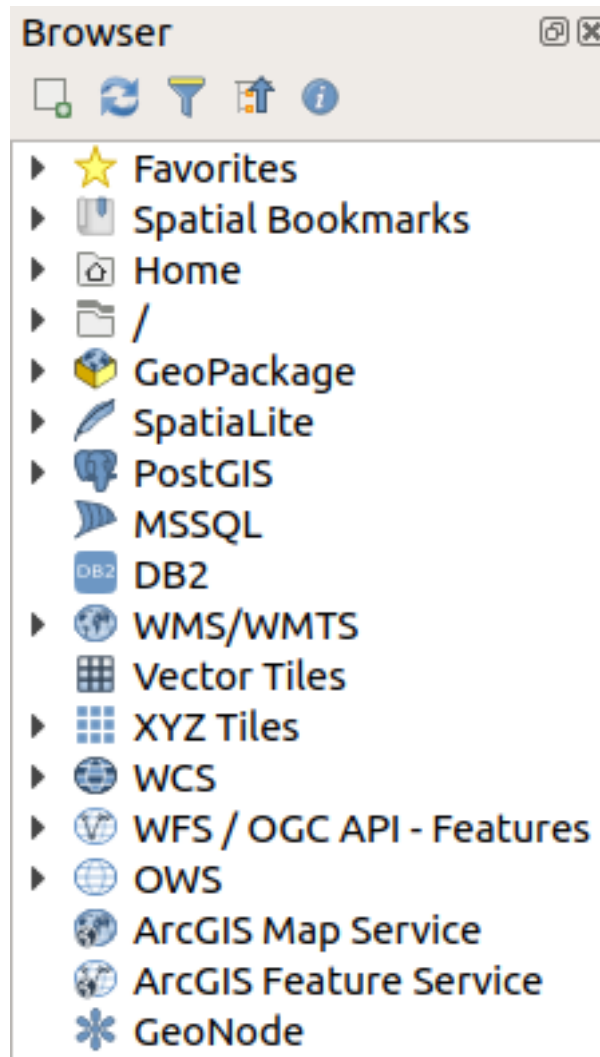 Browser
Favorites
Spatial Bookmarks
Home
/
GeoPackage
SpatiaLite
PostGIS
MSSQL
DB2 DB2
WMS/WMTS
Vector Tiles
XYZ Tiles
WCS
WFS / OGC API - Features
OWS
ArcGIS Map Service
ArcGIS Feature Service
GeoNode